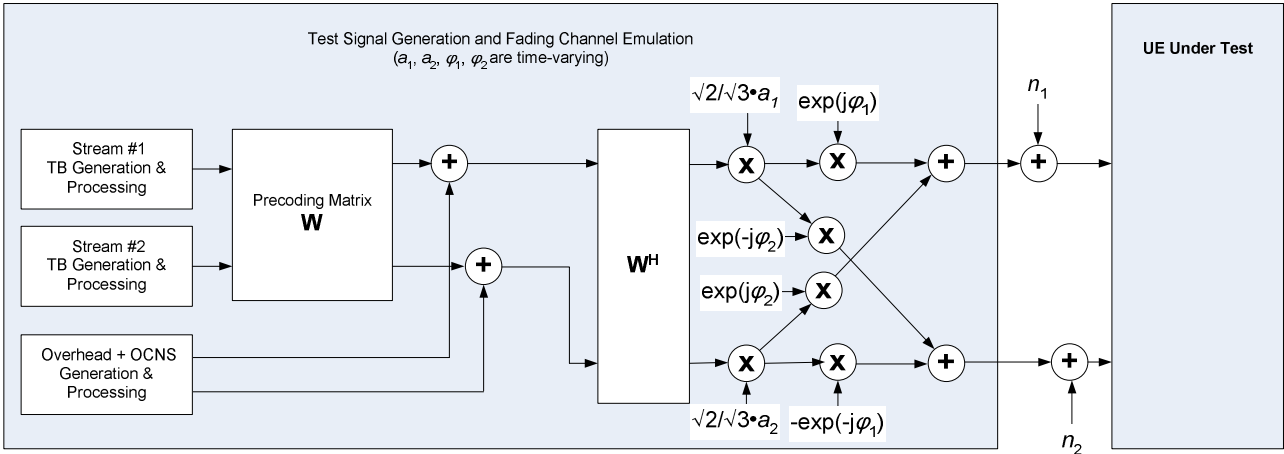 Test Signal Generation and Fading Channel Emulation
(a₁, a₂, φ₁, φ₂ are time-varying)
UE Under Test
√2/√3•a₁
exp(jφ₁)
n₁
Stream #1
TB Generation &
Processing
Precoding Matrix
W
+
x
x
+
+
Stream #2
TB Generation &
Processing
+
Wᴴ
exp(-jφ₂)
x
exp(jφ₂)
x
Overhead + OCNS
Generation &
Processing
x
x
+
+
√2/√3•a₂
-exp(-jφ₁)
n₂